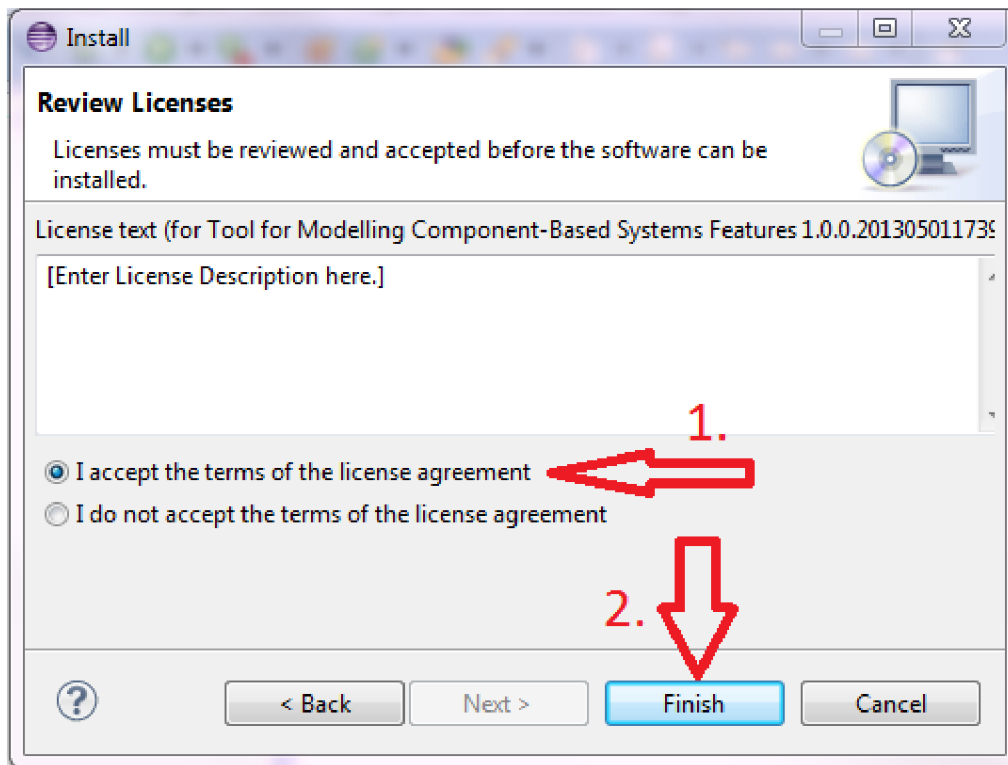 Install
Review Licenses
Licenses must be reviewed and accepted before the software can be
installed.
License text (for Tool for Modelling Component-Based Systems Features 1.0.0.201305011739
[Enter License Description here.]
1.
I accept the terms of the license agreement
I do not accept the terms of the license agreement
2.
?
< Back
Next >
Finish
Cancel